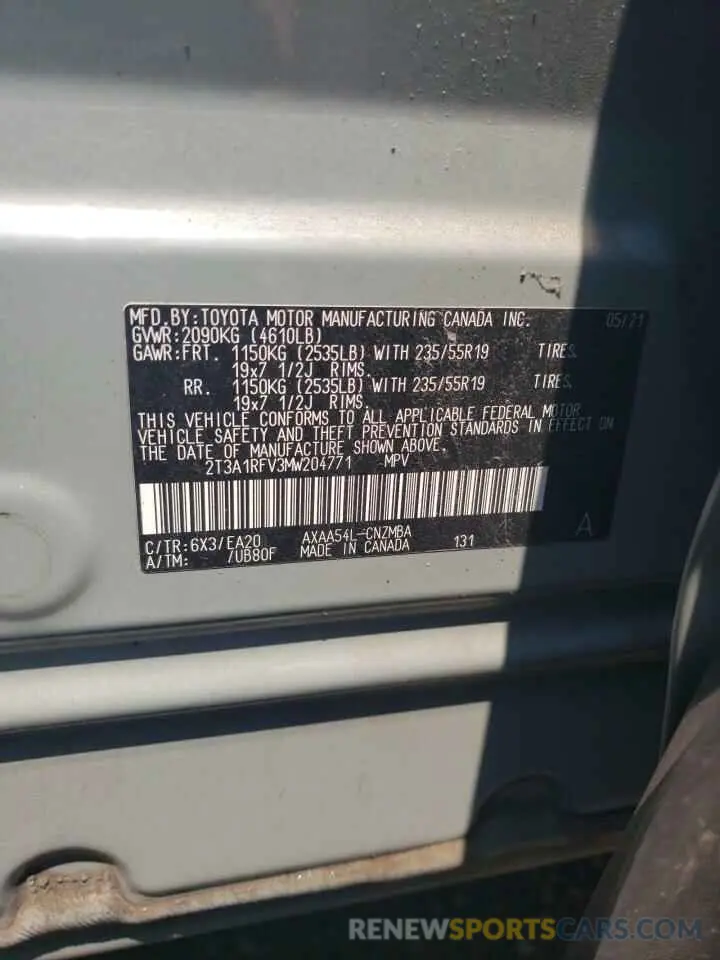 MFD. BY: TOYOTA MOTOR MANUFACTURING CANADA INC. 05/21
GVWR: 2090KG (4610LB)
GAWR: FRT. 1150KG (2535LB) WITH 235/55R19 TIRES,
19x7 1/2J RIMS.
RR. 1150KG (2535LB) WITH 235/55R19 TIRES,
19x7 1/2J RIMS.
THIS VEHICLE CONFORMS TO ALL APPLICABLE FEDERAL MOTOR
VEHICLE SAFETY AND THEFT PREVENTION STANDARDS IN EFFECT ON
THE DATE OF MANUFACTURE SHOWN ABOVE.
2T3A1RFV3MW204771 MPV
C/TR: 6X3/EA20 AXAA54L-CNZMBA 131 A
A/TM: /UB80F MADE IN CANADA
RENEWSPORTSCARS.COM